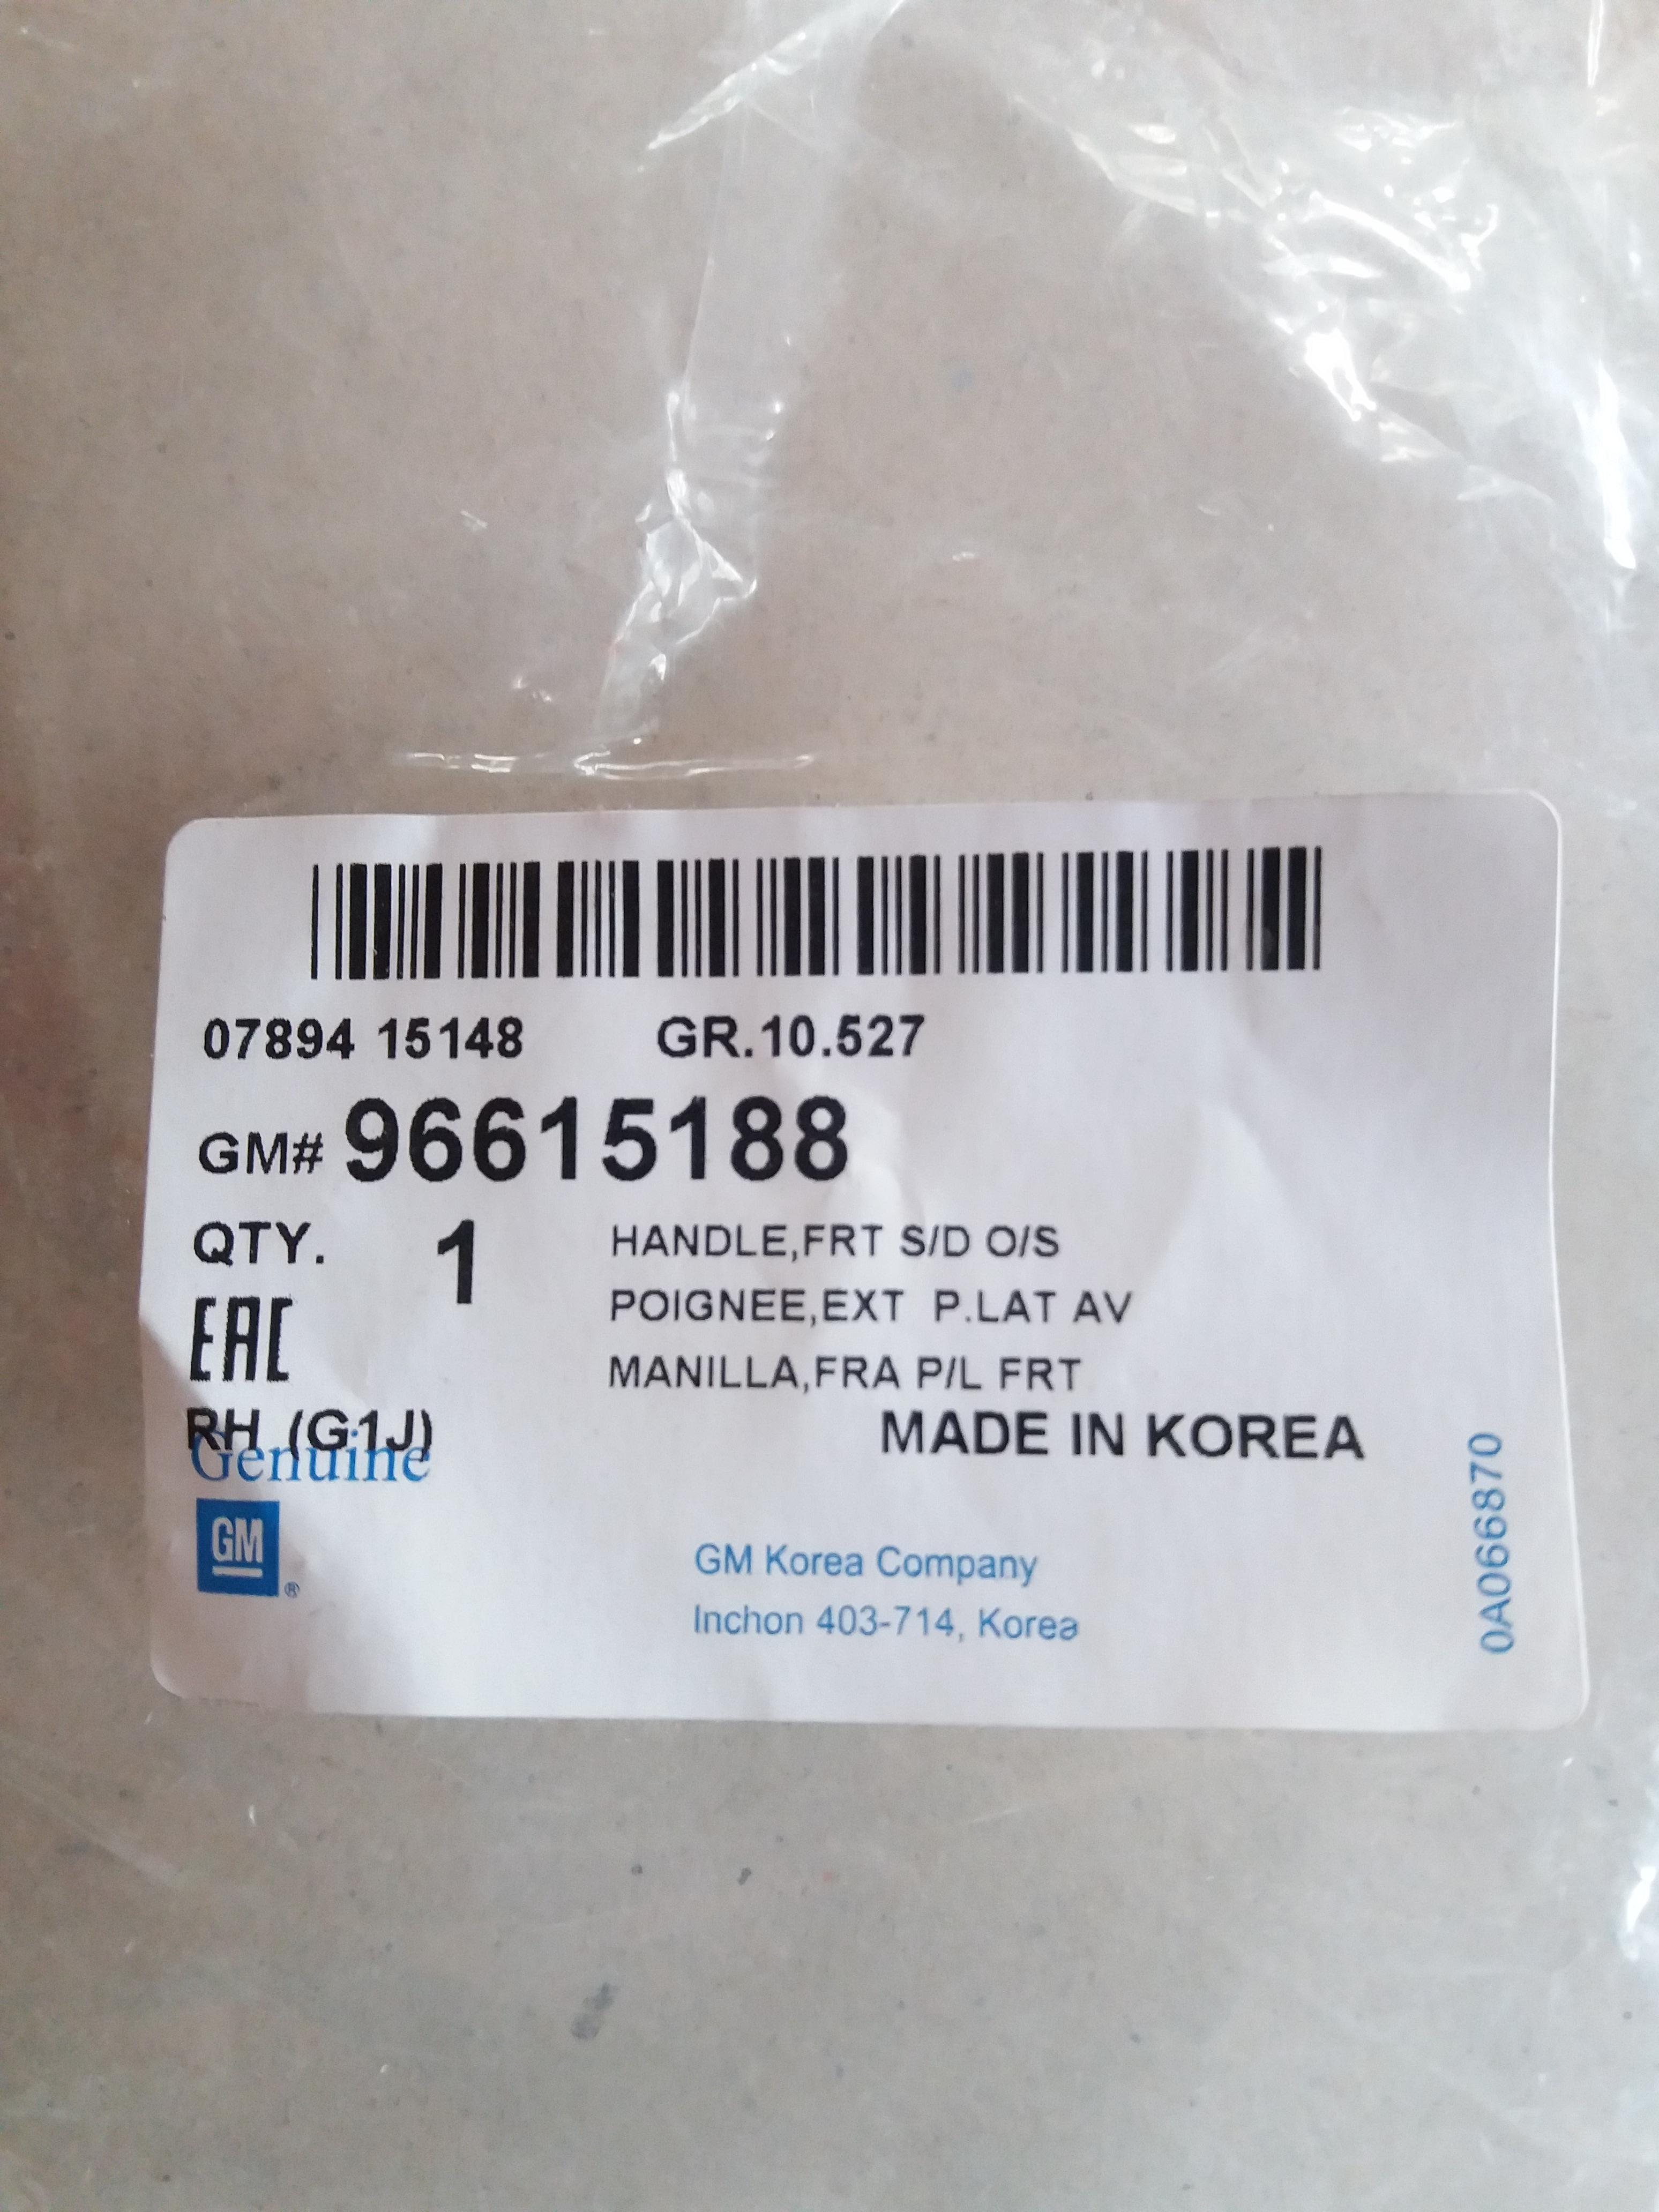 07894 15148 GR.10.527
GM# 96615188
QTY. 1 HANDLE,FRT S/D O/S
POIGNEE,EXT P.LAT AV
EAC
MANILLA,FRA P/L FRT
RH (G1J) MADE IN KOREA
Genuine
GM ®
GM Korea Company
Inchon 403-714, Korea
0A066870